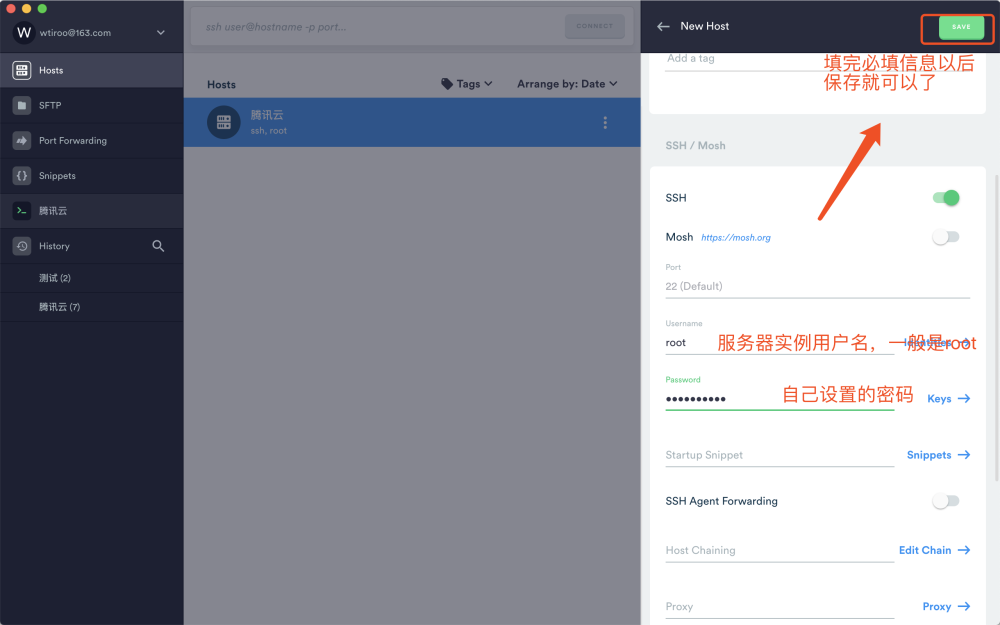 W
wtiroo@163.com
Hosts
SFTP
Port Forwarding
Snippets
腾讯云
History
测试 (2)
腾讯云 (7)
ssh user@hostname -p port...
CONNECT
Hosts
Tags
Arrange by: Date
腾讯云
ssh, root
New Host
SAVE
Add a tag
填完必填信息以后
保存就可以了
SSH / Mosh
SSH
Mosh https://mosh.org
Port
22 (Default)
Username
root
服务器实例用户名，一般是root
Identities
Password
••••••••••
自己设置的密码
Keys
Startup Snippet
Snippets
SSH Agent Forwarding
Host Chaining
Edit Chain
Proxy
Proxy